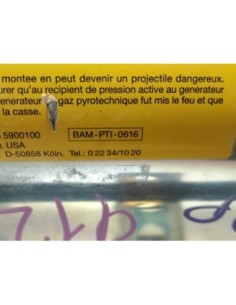 montee en peut devenir un projectile dangereux.
urer qu'au recipient de pression active au generateur
enerateur gaz pyrotechnique fut mis le feu et que
la casse.
5900100 BAM-PTI-0616
, USA
D-50858 Köln. Tel.: 0 22 34/10 20